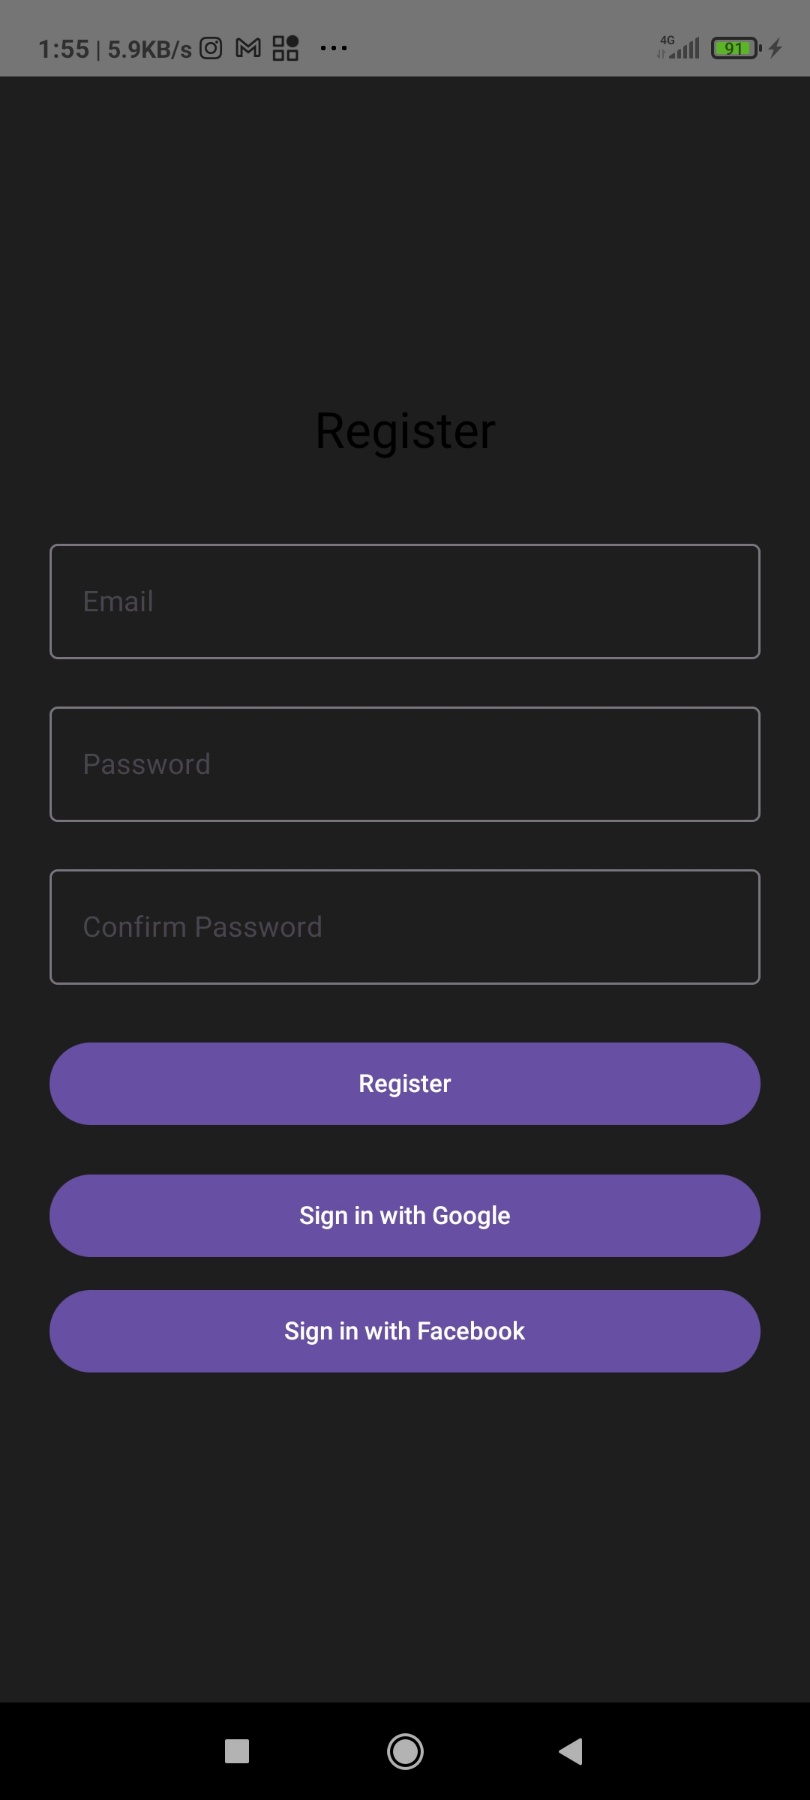 1:55 | 5.9KB/s 4G 91
Register
Email
Password
Confirm Password
Register
Sign in with Google
Sign in with Facebook